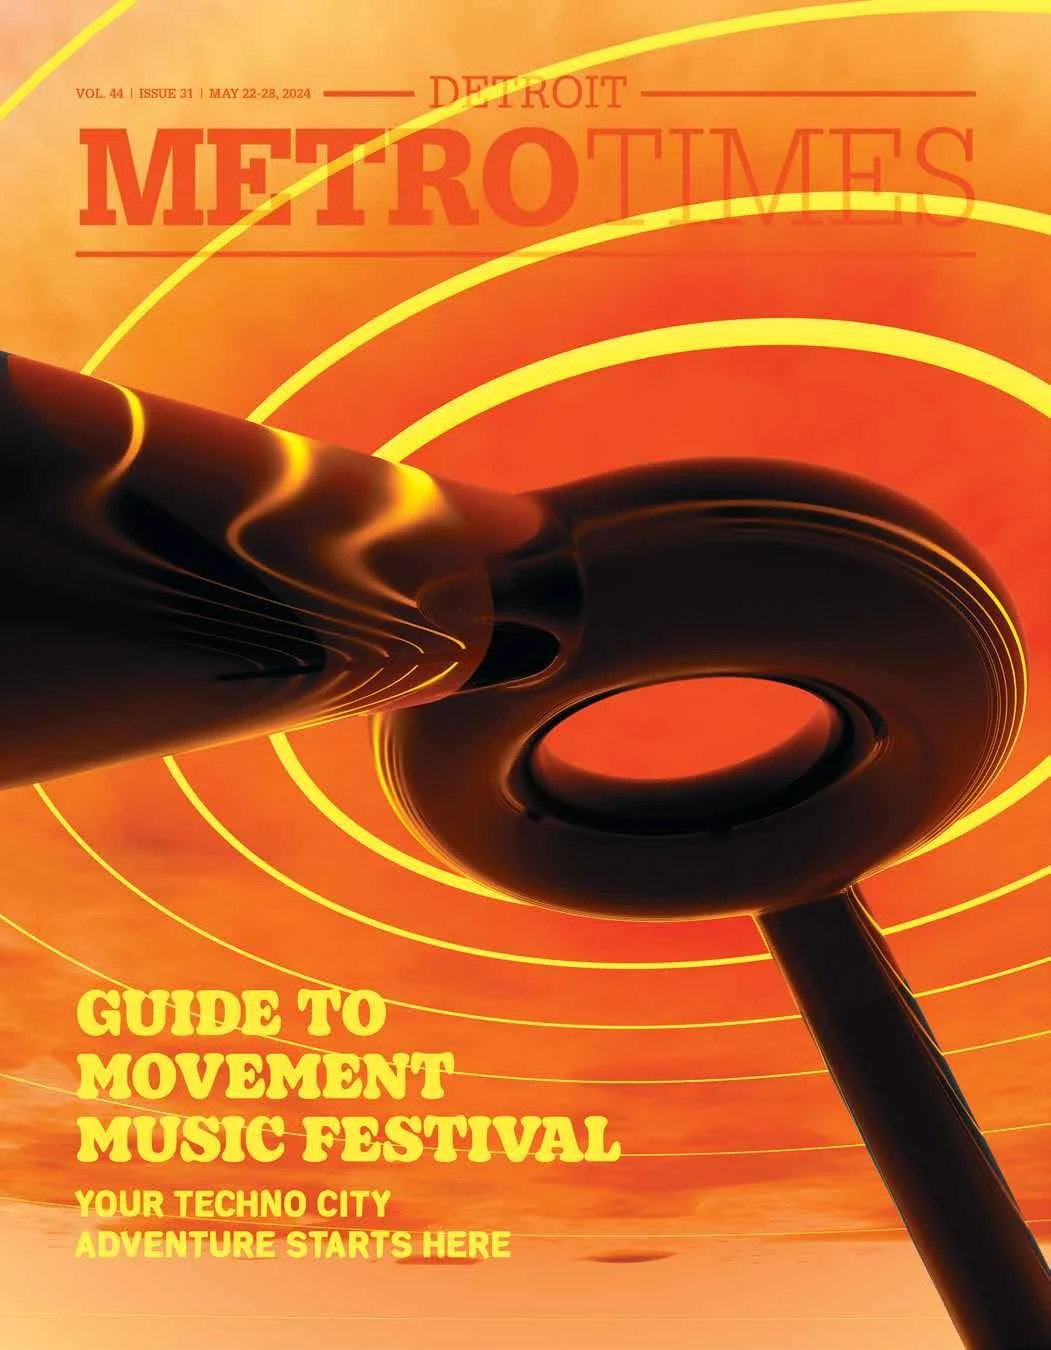 VOL. 44 | ISSUE 31 | MAY 22-28, 2024
DETROIT
METROTIMES
GUIDE TO
MOVEMENT
MUSIC FESTIVAL
YOUR TECHNO CITY
ADVENTURE STARTS HERE